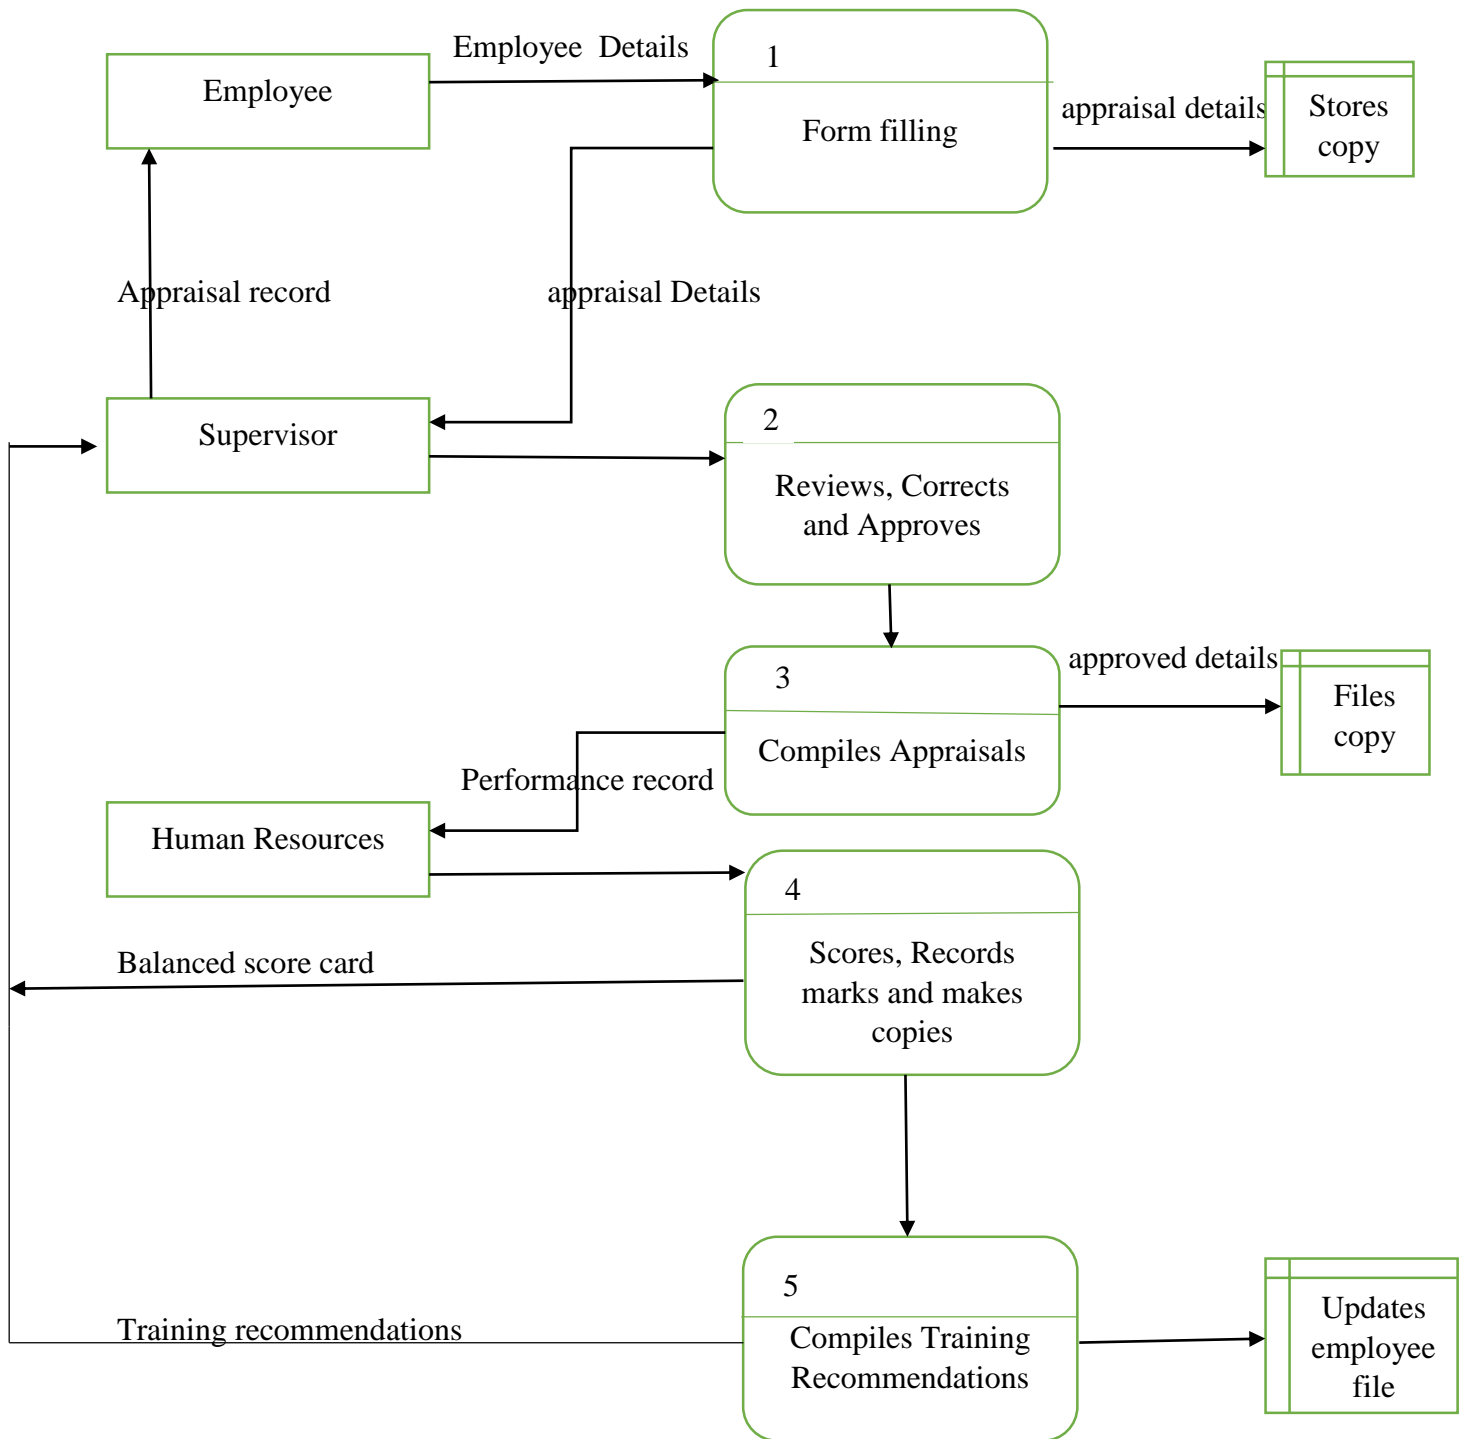 Employee  Details
1
Employee
Form filling
appraisal details
Stores
copy
Appraisal record
appraisal Details
Supervisor
2
Reviews, Corrects
and Approves
3
Compiles Appraisals
approved details
Files
copy
Performance record
Human Resources
4
Scores, Records
marks and makes
copies
Balanced score card
5
Compiles Training
Recommendations
Training recommendations
Updates
employee
file